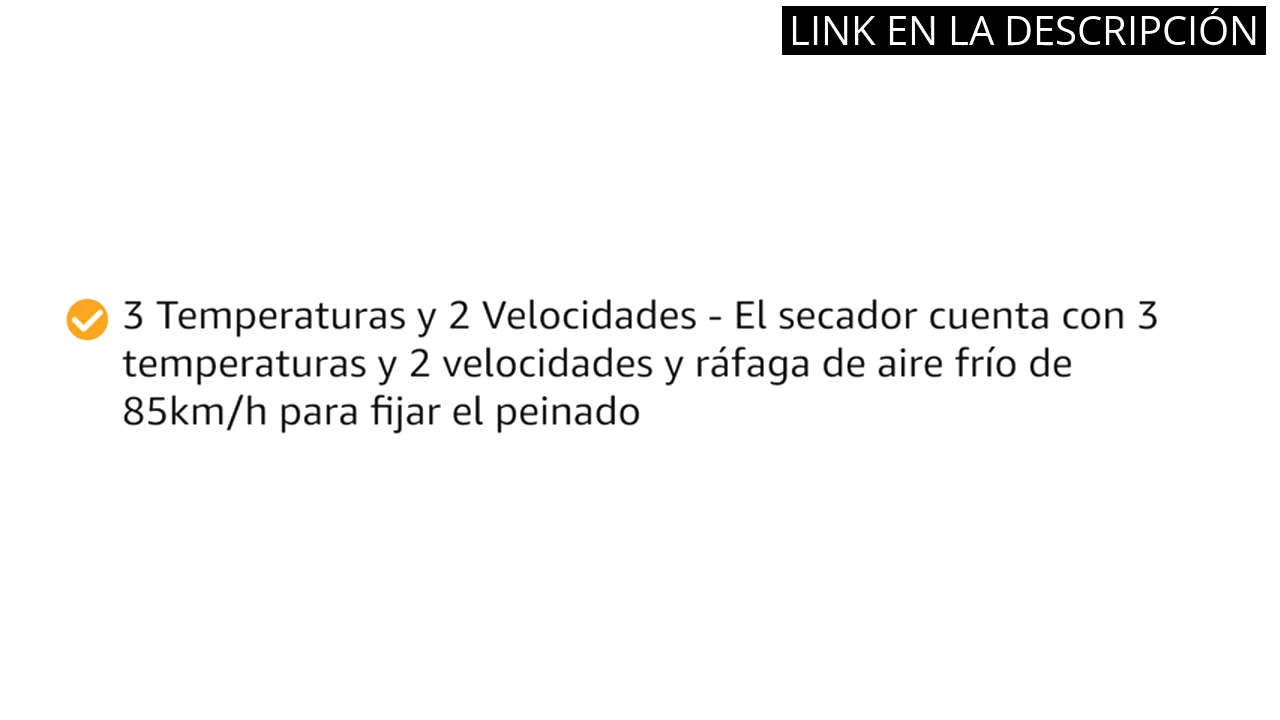 LINK EN LA DESCRIPCIÓN
3 Temperaturas y 2 Velocidades - El secador cuenta con 3
temperaturas y 2 velocidades y ráfaga de aire frío de
85km/h para fijar el peinado